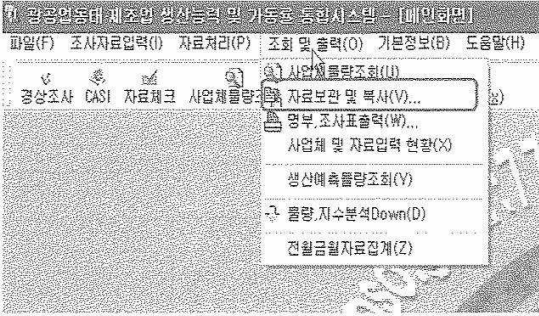 광공업동태·제조업 생산능력 및 가동률 통합시스템 - [메인화면]
파일(F) 조사자료입력(I) 자료처리(P) 조회 및 출력(O) 기본정보(B) 도움말(H)
경상조사 CASI 자료체크 사업체물량
사업체물량조회(U)
자료보관 및 복사(V)...
명부,조사표출력(W)...
사업체 및 자료입력 현황(X)
생산예측물량조회(Y)
물량,지수분석Down(D)
전월금월자료집계(Z)